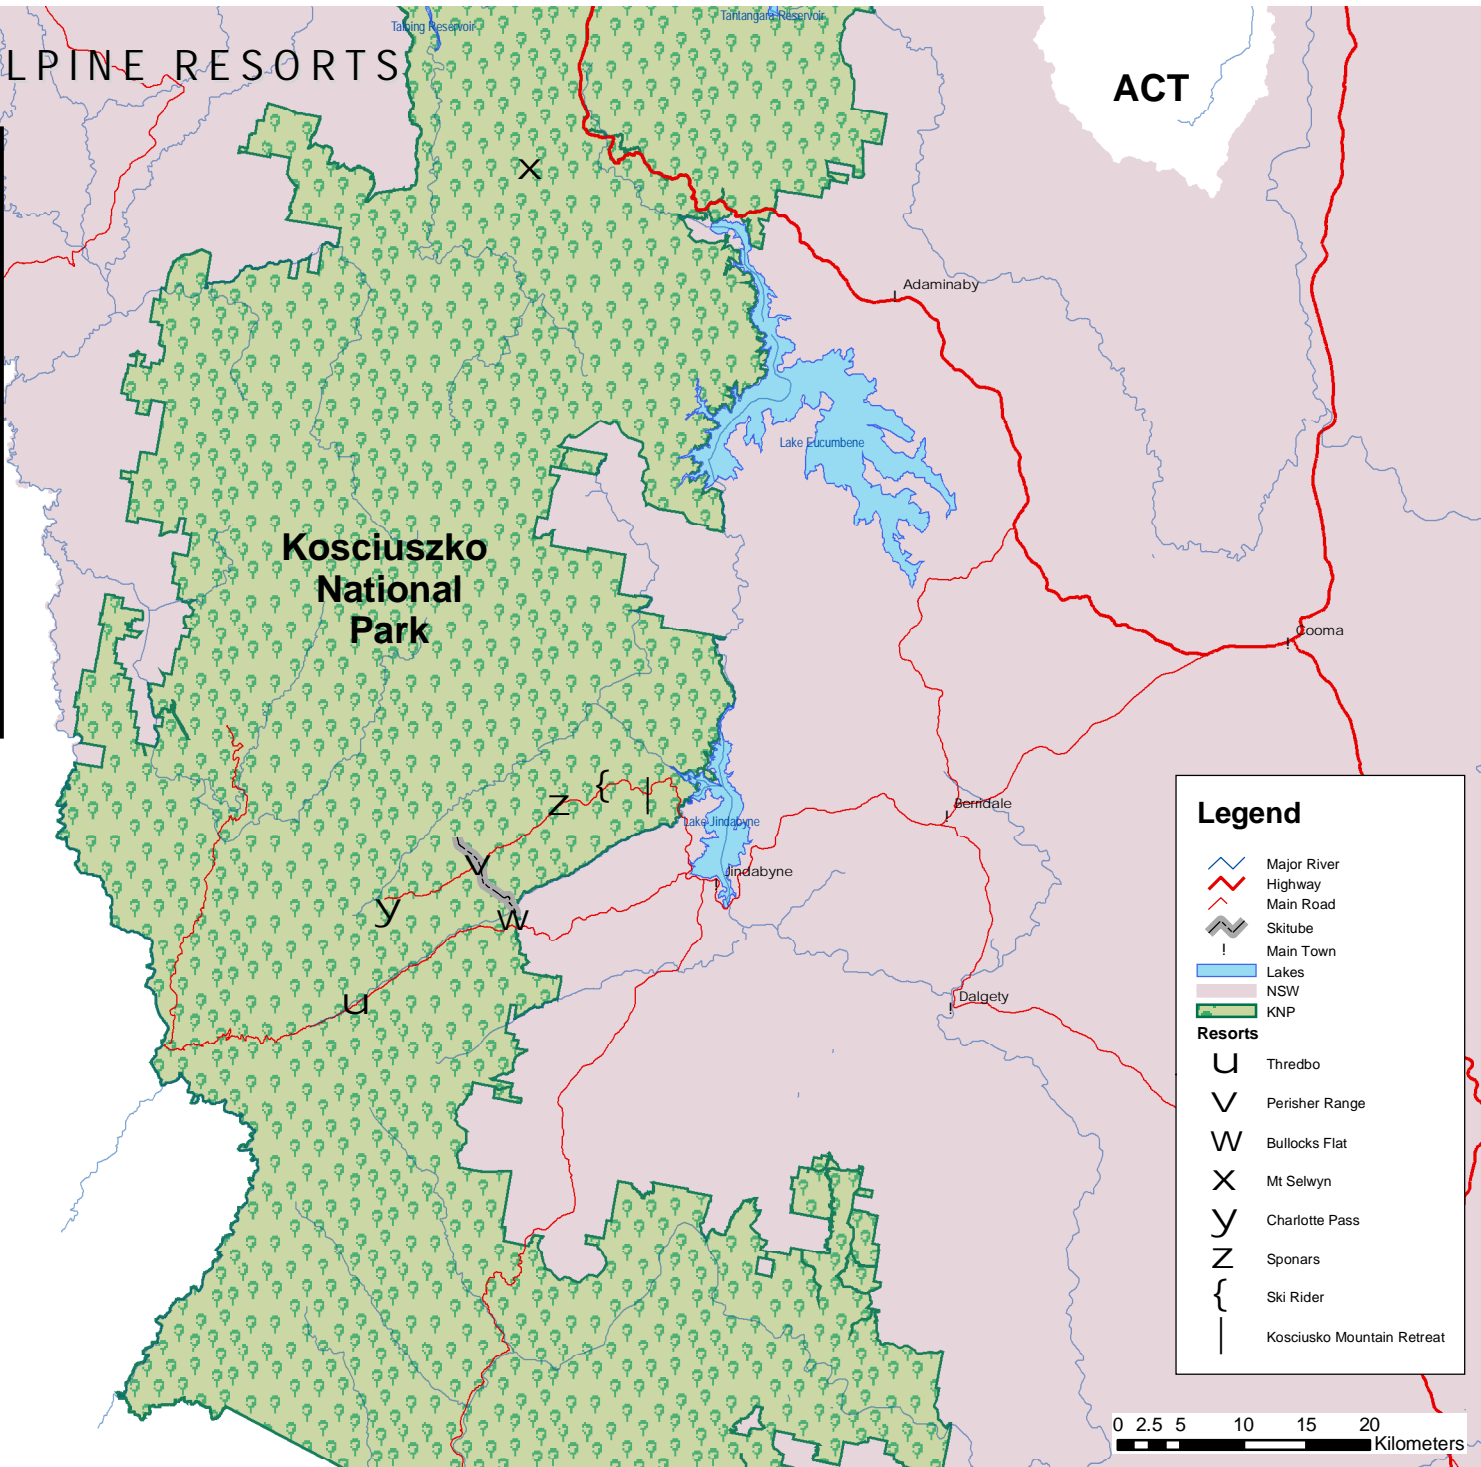 Talbing Reservoir
Tantangara Reservoir
LPINE RESORTS
ACT
x
Adaminaby
!
Lake Eucumbene
Kosciuszko
National
Park
Cooma
!
{
|
z
Berridale
!
Lake Jindabyne
v
Jindabyne
!
y
w
u
Dalgety
!
Legend
Major River
Highway
Main Road
Skitube
! Main Town
Lakes
NSW
KNP
Resorts
u Thredbo
v Perisher Range
w Bullocks Flat
x Mt Selwyn
y Charlotte Pass
z Sponars
{ Ski Rider
| Kosciusko Mountain Retreat
0 2.5 5 10 15 20
Kilometers